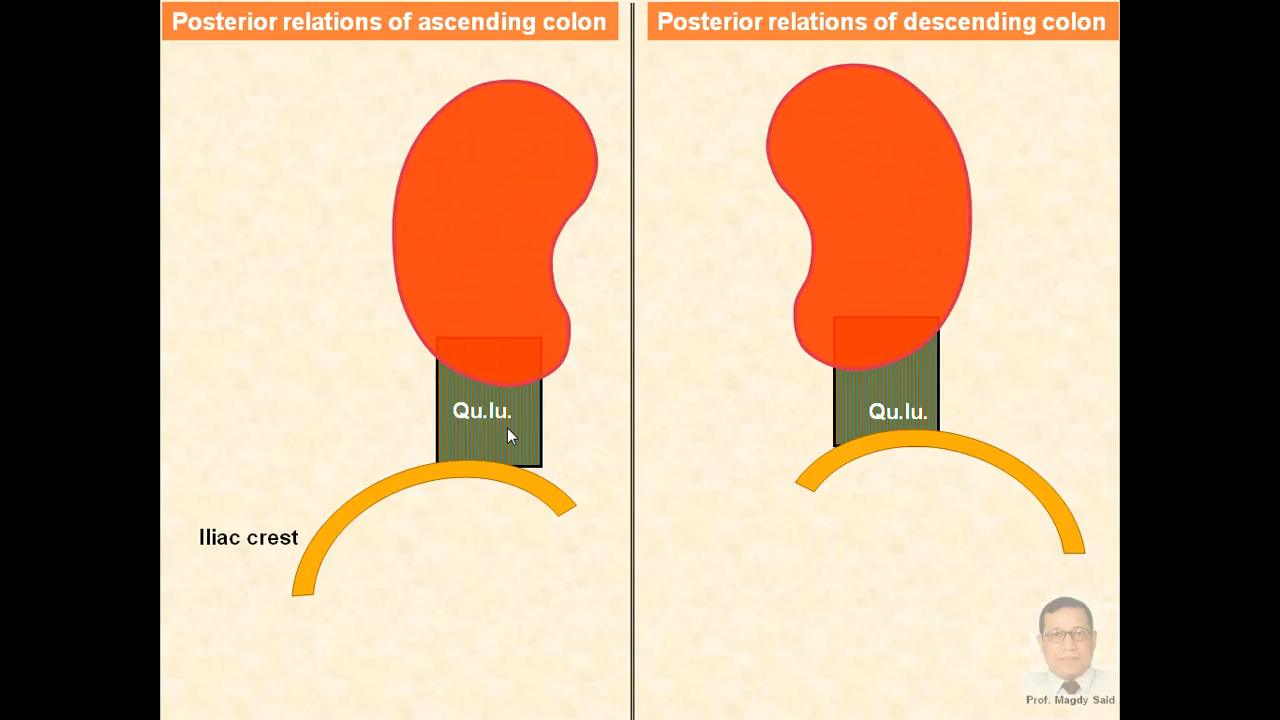 Posterior relations of ascending colon
Posterior relations of descending colon
Qu.lu.
Qu.lu.
Iliac crest
Prof. Magdy Said